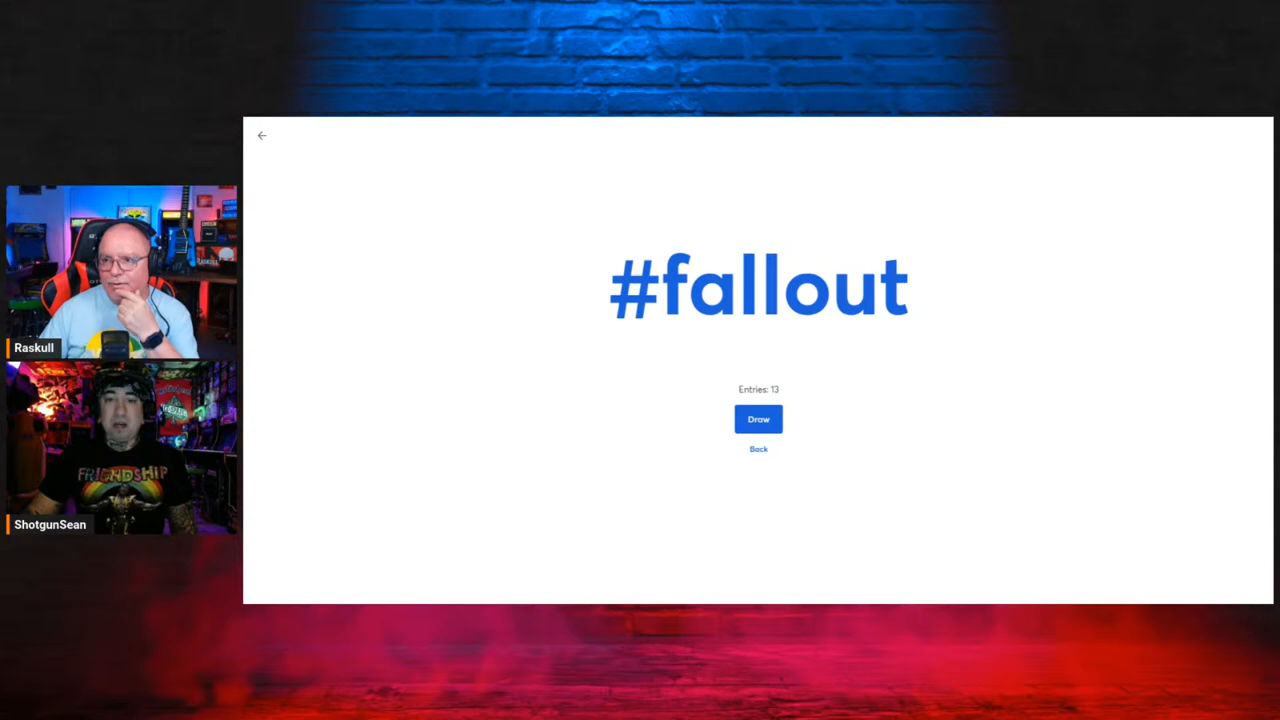 #fallout
Entries: 13
Draw
Back
Raskull
FRIENDSHIP
ShotgunSean